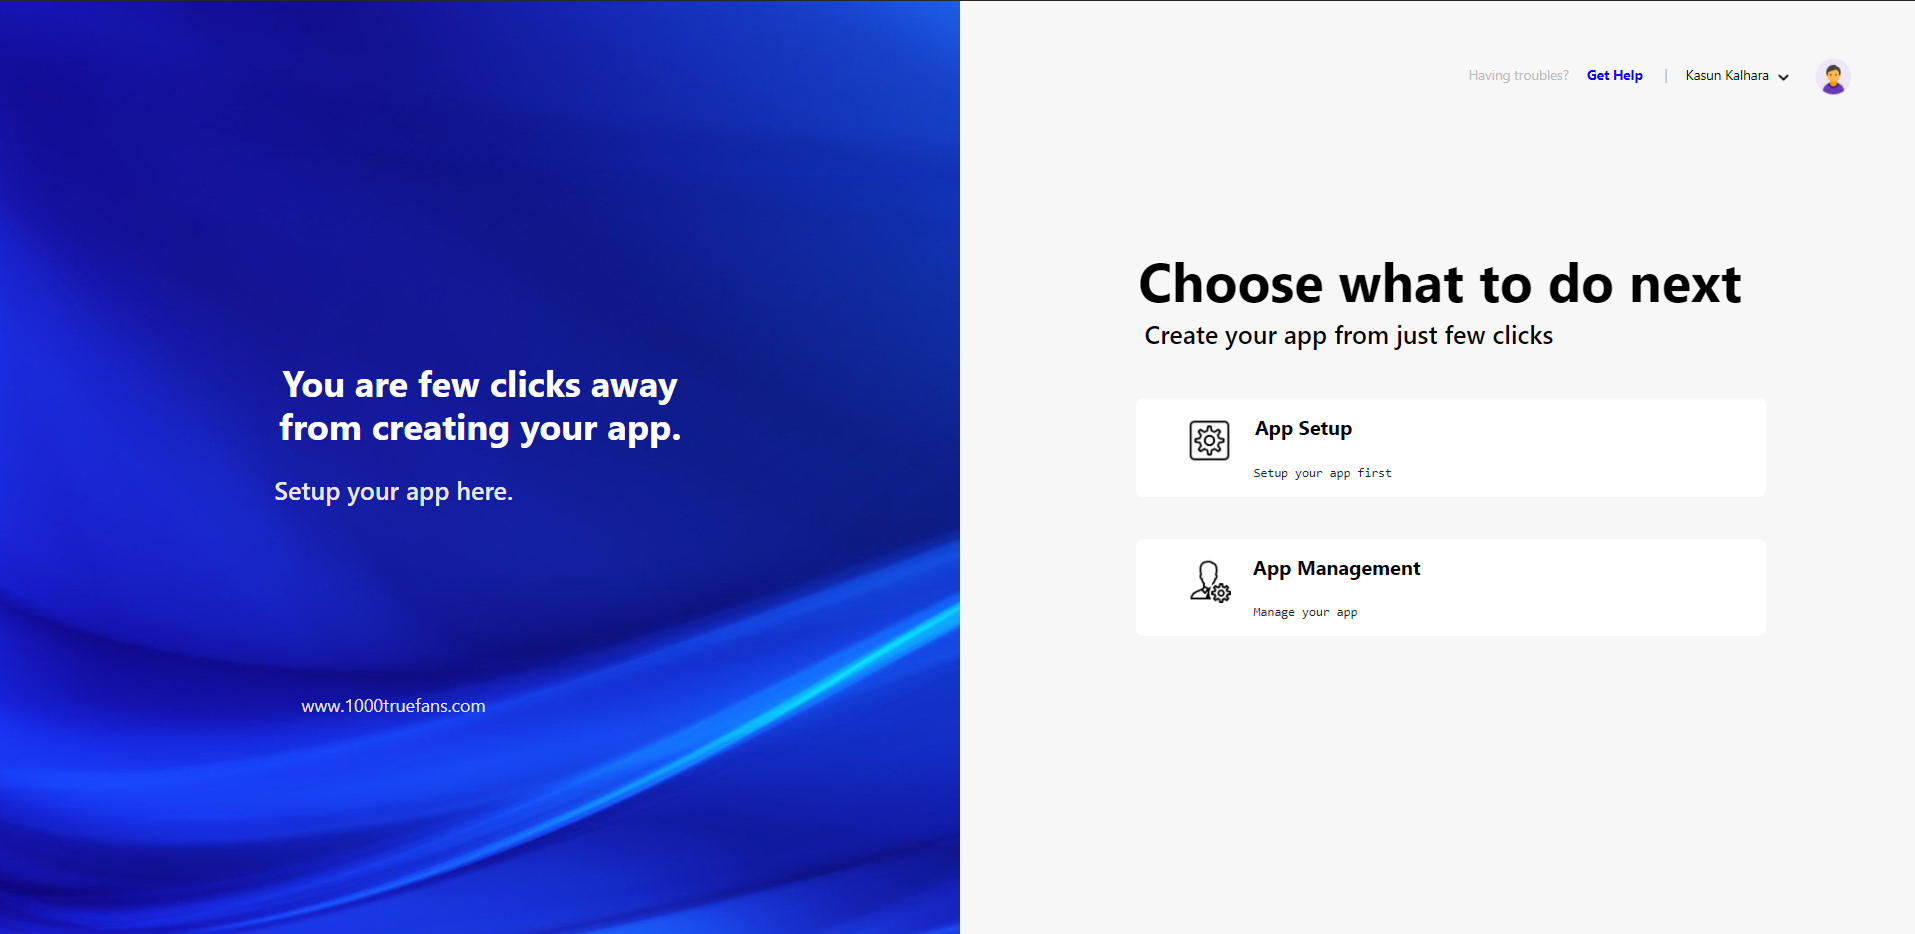 You are few clicks away
from creating your app.
Setup your app here.
www.1000truefans.com
Having troubles? Get Help | Kasun Kalhara
Choose what to do next
Create your app from just few clicks
App Setup
Setup your app first
App Management
Manage your app